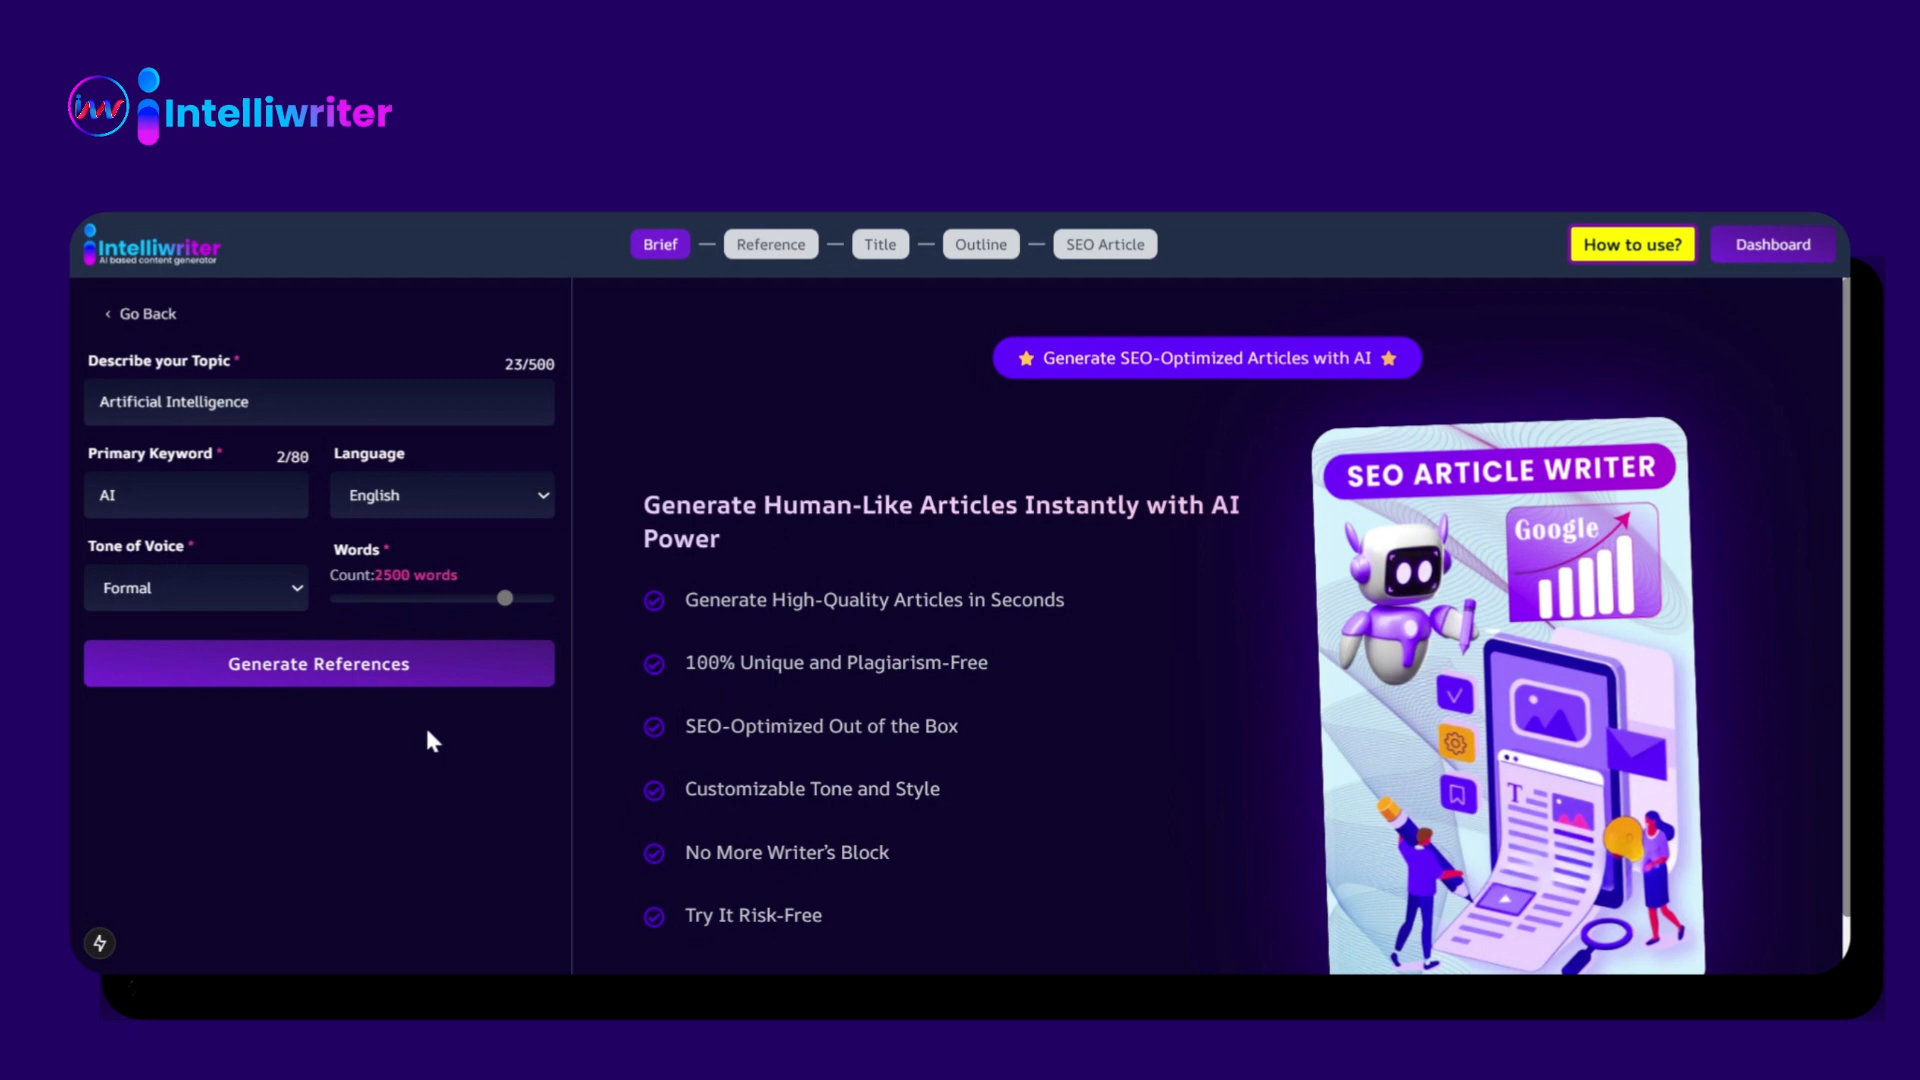 iw Intelliwriter
Intelliwriter
AI based content generator
Brief
Reference
Title
Outline
SEO Article
How to use?
Dashboard
Go Back
Describe your Topic *
23/500
Artificial Intelligence
Primary Keyword *
2/80
Language
AI
English
Tone of Voice *
Words *
Count:2500 words
Formal
Generate References
Generate SEO-Optimized Articles with AI
Generate Human-Like Articles Instantly with AI
Power
Generate High-Quality Articles in Seconds
100% Unique and Plagiarism-Free
SEO-Optimized Out of the Box
Customizable Tone and Style
No More Writer's Block
Try It Risk-Free
SEO ARTICLE WRITER
Google
T